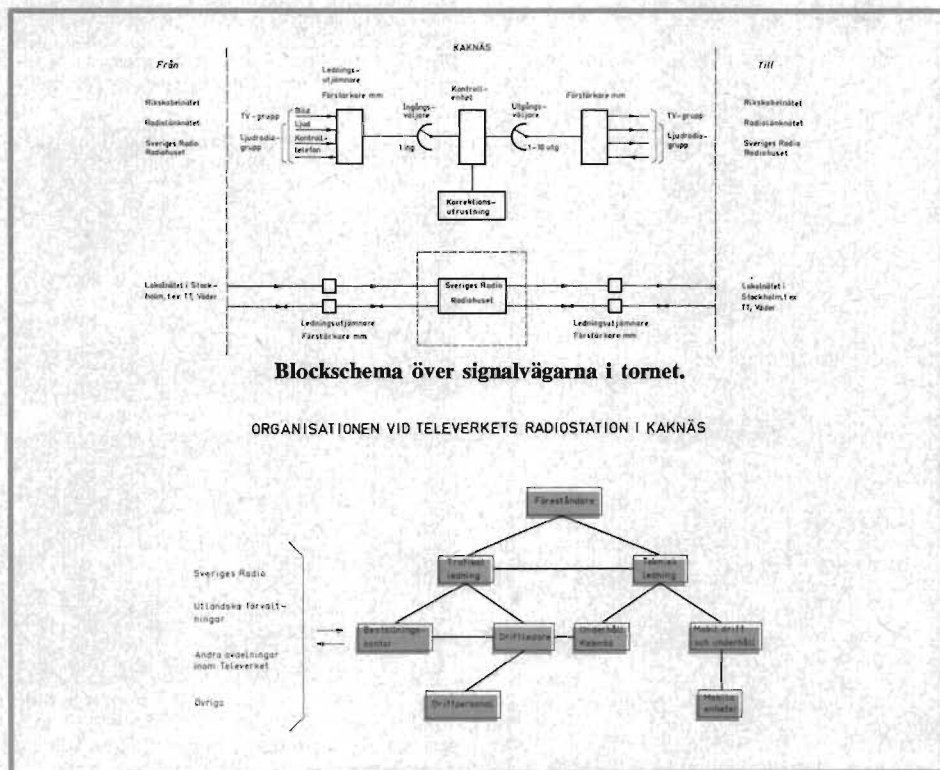 KAKNÄS
Från
Till
Rikskabelnätet
Radiolänknätet
Sveriges Radio
Radiohuset
TV-grupp
Ljudradio-
grupp
Bild
Ljud
Kontroll-
telefon
Lednings-
utjämnare
Förstärkare mm
Ingångs-
väljare
1 ing
Kontroll-
enhet
Korrektions-
utrustning
Utgångs-
väljare
1-10 utg
Förstärkare mm
TV-grupp
Ljudradio-
grupp
Rikskabelnätet
Radiolänknätet
Sveriges Radio
Radiohuset
Lokalnätet i Stock-
holm, t ex TT, Väder
Ledningsutjämnare
Förstärkare mm
Sveriges Radio
Radiohuset
Ledningsutjämnare
Förstärkare mm
Lokalnätet i
Stockholm, t ex
TT, Väder
Blockschema över signalvägarna i tornet.
ORGANISATIONEN VID TELEVERKETS RADIOSTATION I KAKNÄS
Sveriges Radio
Utländska förvalt-
ningar
Andra avdelningar
inom Televerket
Övriga
Föreståndare
Trafikal
ledning
Teknisk
ledning
Beställnings-
central
Driftledare
Underhåll
Kaknäs
Mobil drift
och underhåll
Driftpersonal
Mobila
enheter